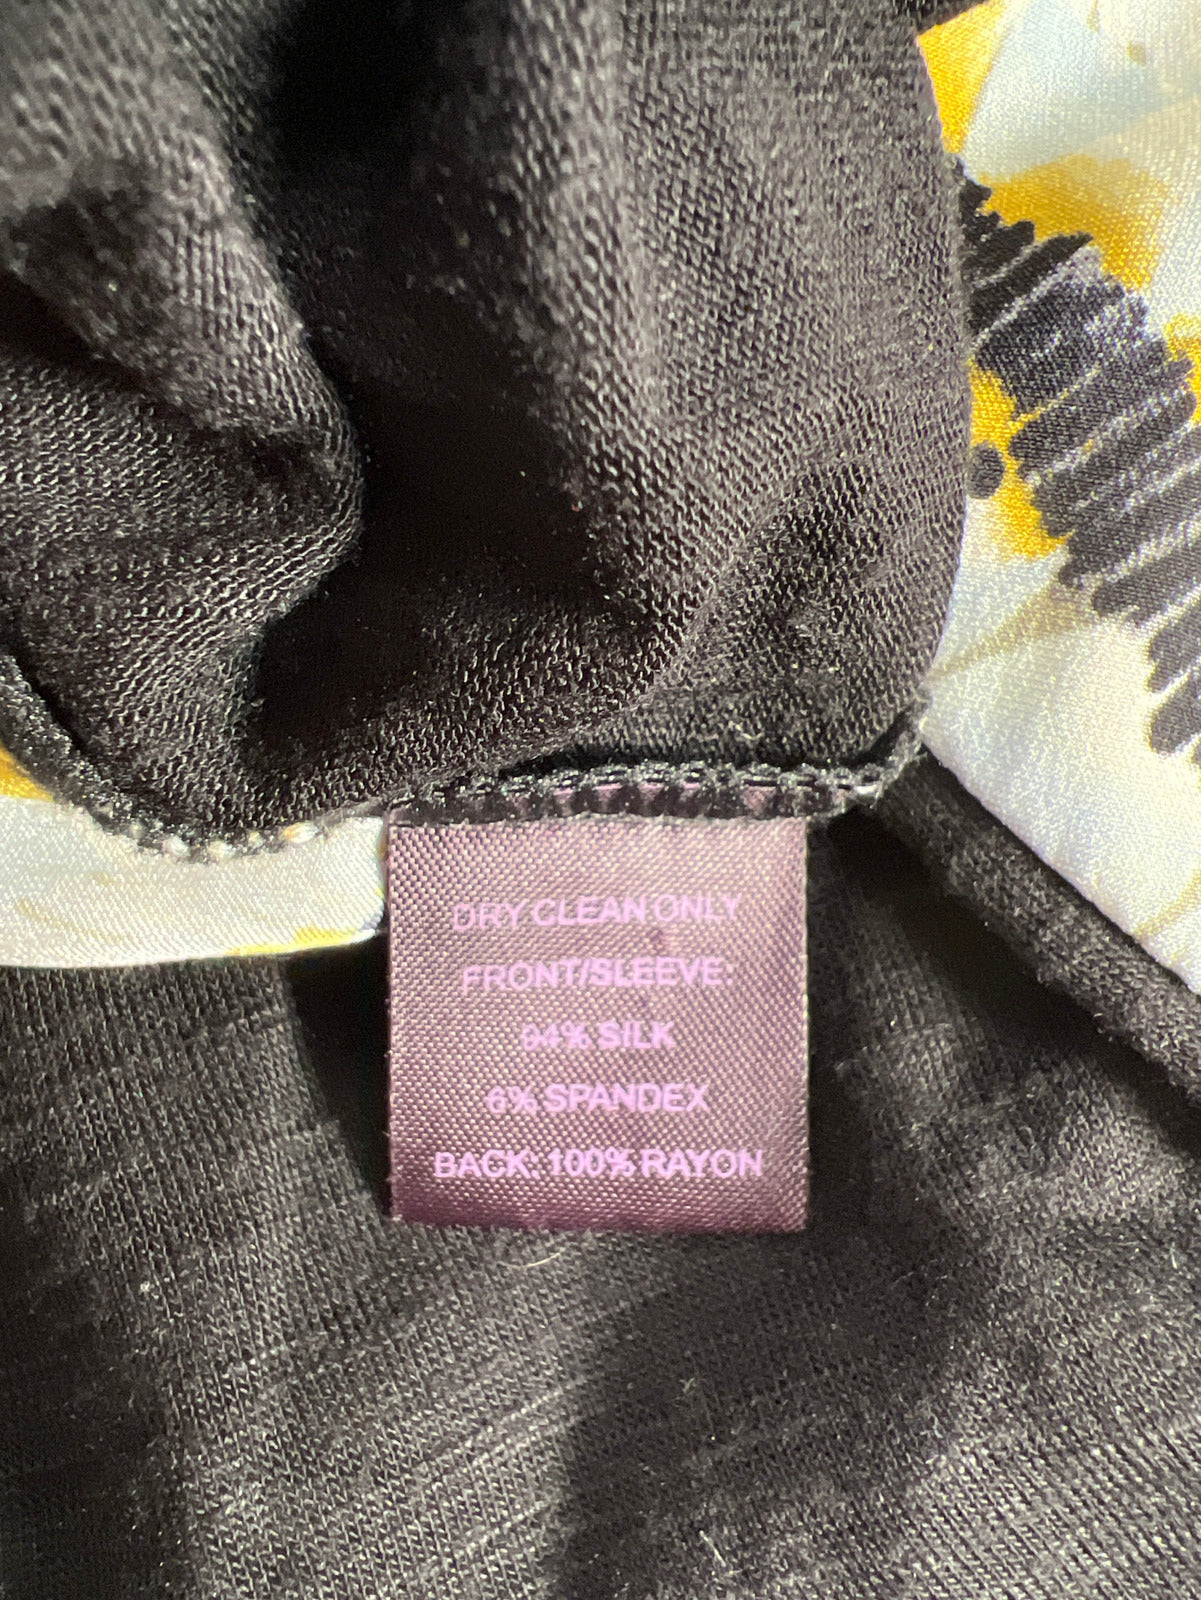 DRY CLEAN ONLY
FRONT/SLEEVE:
94% SILK
6% SPANDEX
BACK: 100% RAYON